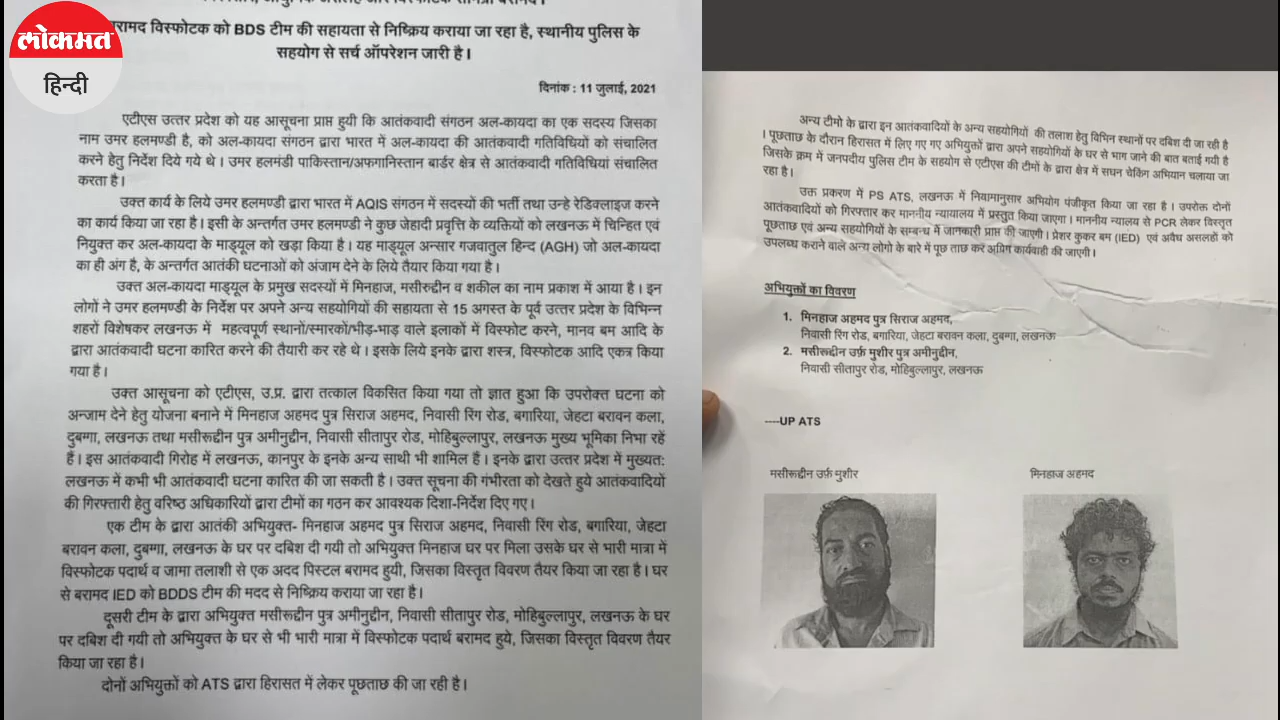 लोकमत
हिन्दी
बरामद विस्फोटक को BDS टीम की सहायता से निष्क्रिय कराया जा रहा है, स्थानीय पुलिस के
सहयोग से सर्च ऑपरेशन जारी है।
दिनांक : 11 जुलाई, 2021
एटीएस उत्तर प्रदेश को यह आसूचना प्राप्त हुयी कि आतंकवादी संगठन अल-कायदा का एक सदस्य जिसका
नाम उमर हलमण्डी है, को अल-कायदा संगठन द्वारा भारत में अल-कायदा की आतंकी गतिविधियों को संचालित
करने हेतु निर्देश दिये गये थे। उमर हलमंडी पाकिस्तान/अफगानिस्तान बार्डर क्षेत्र से आतंकी गतिविधियां संचालित
करता है।
उक्त कार्य के लिये उमर हलमण्डी द्वारा भारत में AQIS संगठन में सदस्यों की भर्ती तथा उन्हे रेडिक्लाइज करने
का कार्य किया जा रहा है। इसी के अन्तर्गत उमर हलमण्डी ने कुछ जेहादी प्रवृत्ति के व्यक्तियों को लखनऊ में चिन्हित एवं
नियुक्त कर अल-कायदा के माड्यूल को खड़ा किया है। यह माड्यूल अन्सार गजवातुल हिन्द (AGH) जो अल-कायदा
का ही अंग है, के अन्तर्गत आतंकी घटनाओं को अंजाम देने के लिये तैयार किया गया है।
उक्त अल-कायदा माड्यूल के प्रमुख सदस्यों में मिनहाज, मसीरुद्दीन व शकील का नाम प्रकाश में आया है। इन
लोगों ने उमर हलमण्डी के निर्देश पर अपने अन्य सहयोगियों की सहायता से 15 अगस्त के पूर्व उत्तर प्रदेश के विभिन्न
शहरों विशेषकर लखनऊ में महत्वपूर्ण स्थानों/स्मारकों/भीड़-भाड़ वाले इलाकों में विस्फोट करने, मानव बम आदि के
द्वारा आतंकवादी घटना कारित करने की तैयारी कर रहे थे। इसके लिये इनके द्वारा शस्त्र, विस्फोटक आदि एकत्र किया
गया है।
उक्त आसूचना को एटीएस, उ.प्र. द्वारा तत्काल विकसित किया गया तो ज्ञात हुआ कि उपरोक्त घटना को
अन्जाम देने हेतु योजना बनाने में मिनहाज अहमद पुत्र सिराज अहमद, निवासी रिंग रोड, बगारिया, जेहटा बरावन कला,
दुबग्गा, लखनऊ तथा मसीरूद्दीन पुत्र अमीनुद्दीन, निवासी सीतापुर रोड, मोहिबुल्लापुर, लखनऊ मुख्य भूमिका निभा रहें
हैं। इस आतंकवादी गिरोह में लखनऊ, कानपुर के इनके अन्य साथी भी शामिल हैं। इनके द्वारा उत्तर प्रदेश में मुख्यत:
लखनऊ में कभी भी आतंकवादी घटना कारित की जा सकती है। उक्त सूचना की गंभीरता को देखते हुये आतंकवादियों
की गिरफ्तारी हेतु वरिष्ठ अधिकारियों द्वारा टीमों का गठन कर आवश्यक दिशा-निर्देश दिए गए।
एक टीम के द्वारा आतंकी अभियुक्त- मिनहाज अहमद पुत्र सिराज अहमद, निवासी रिंग रोड, बगारिया, जेहटा
बरावन कला, दुबग्गा, लखनऊ के घर पर दबिश दी गयी तो अभियुक्त मिनहाज घर पर मिला उसके घर से भारी मात्रा में
विस्फोटक पदार्थ व जामा तलाशी से एक अदद पिस्टल बरामद हुयी, जिसका विस्तृत विवरण तैयार किया जा रहा है। घर
से बरामद IED को BDDS टीम की मदद से निष्क्रिय कराया जा रहा है।
दूसरी टीम के द्वारा अभियुक्त मसीरूद्दीन पुत्र अमीनुद्दीन, निवासी सीतापुर रोड, मोहिबुल्लापुर, लखनऊ के घर
पर दबिश दी गयी तो अभियुक्त के घर से भी भारी मात्रा में विस्फोटक पदार्थ बरामद हुये, जिसका विस्तृत विवरण तैयार
किया जा रहा है।
दोनों अभियुक्तों को ATS द्वारा हिरासत में लेकर पूछताछ की जा रही है।
अन्य टीमो के द्वारा इन आतंकवादियों के अन्य सहयोगियों की तलाश हेतु विभिन स्थानों पर दबिश दी जा रही है
। पूछताछ के दौरान हिरासत में लिए गए गए अभियुक्तों द्वारा अपने सहयोगियों के घर से भाग जाने की बात बताई गयी है
जिसके क्रम में जनपदीय पुलिस टीम के सहयोग से एटीएस की टीमों के द्वारा क्षेत्र में सघन चेकिंग अभियान चलाया जा
रहा है।
उक्त प्रकरण में PS ATS, लखनऊ में नियामानुसार अभियोग पंजीकृत किया जा रहा है। उपरोक्त दोनों
आतंकवादियों को गिरफ्तार कर माननीय न्यायालय में प्रस्तुत किया जाएगा। माननीय न्यालय से PCR लेकर विस्तृत
पूछताछ एवं अन्य सहयोगियों के सम्बन्ध में जानकारी प्राप्त की जाएगी। प्रेशर कुकर बम (IED) एवं अवैध असलहों को
उपलब्ध कराने वाले अन्य लोगो के बारे में पूछ ताछ कर अग्रिम कार्यवाही की जाएगी।
अभियुक्तों का विवरण
1. मिनहाज अहमद पुत्र सिराज अहमद,
निवासी रिंग रोड, बगारिया, जेहटा बरावन कला, दुबग्गा, लखनऊ
2. मसीरूद्दीन उर्फ़ मुशीर पुत्र अमीनुद्दीन,
निवासी सीतापुर रोड, मोहिबुल्लापुर, लखनऊ
----UP ATS
मसीरूद्दीन उर्फ़ मुशीर
मिनहाज अहमद